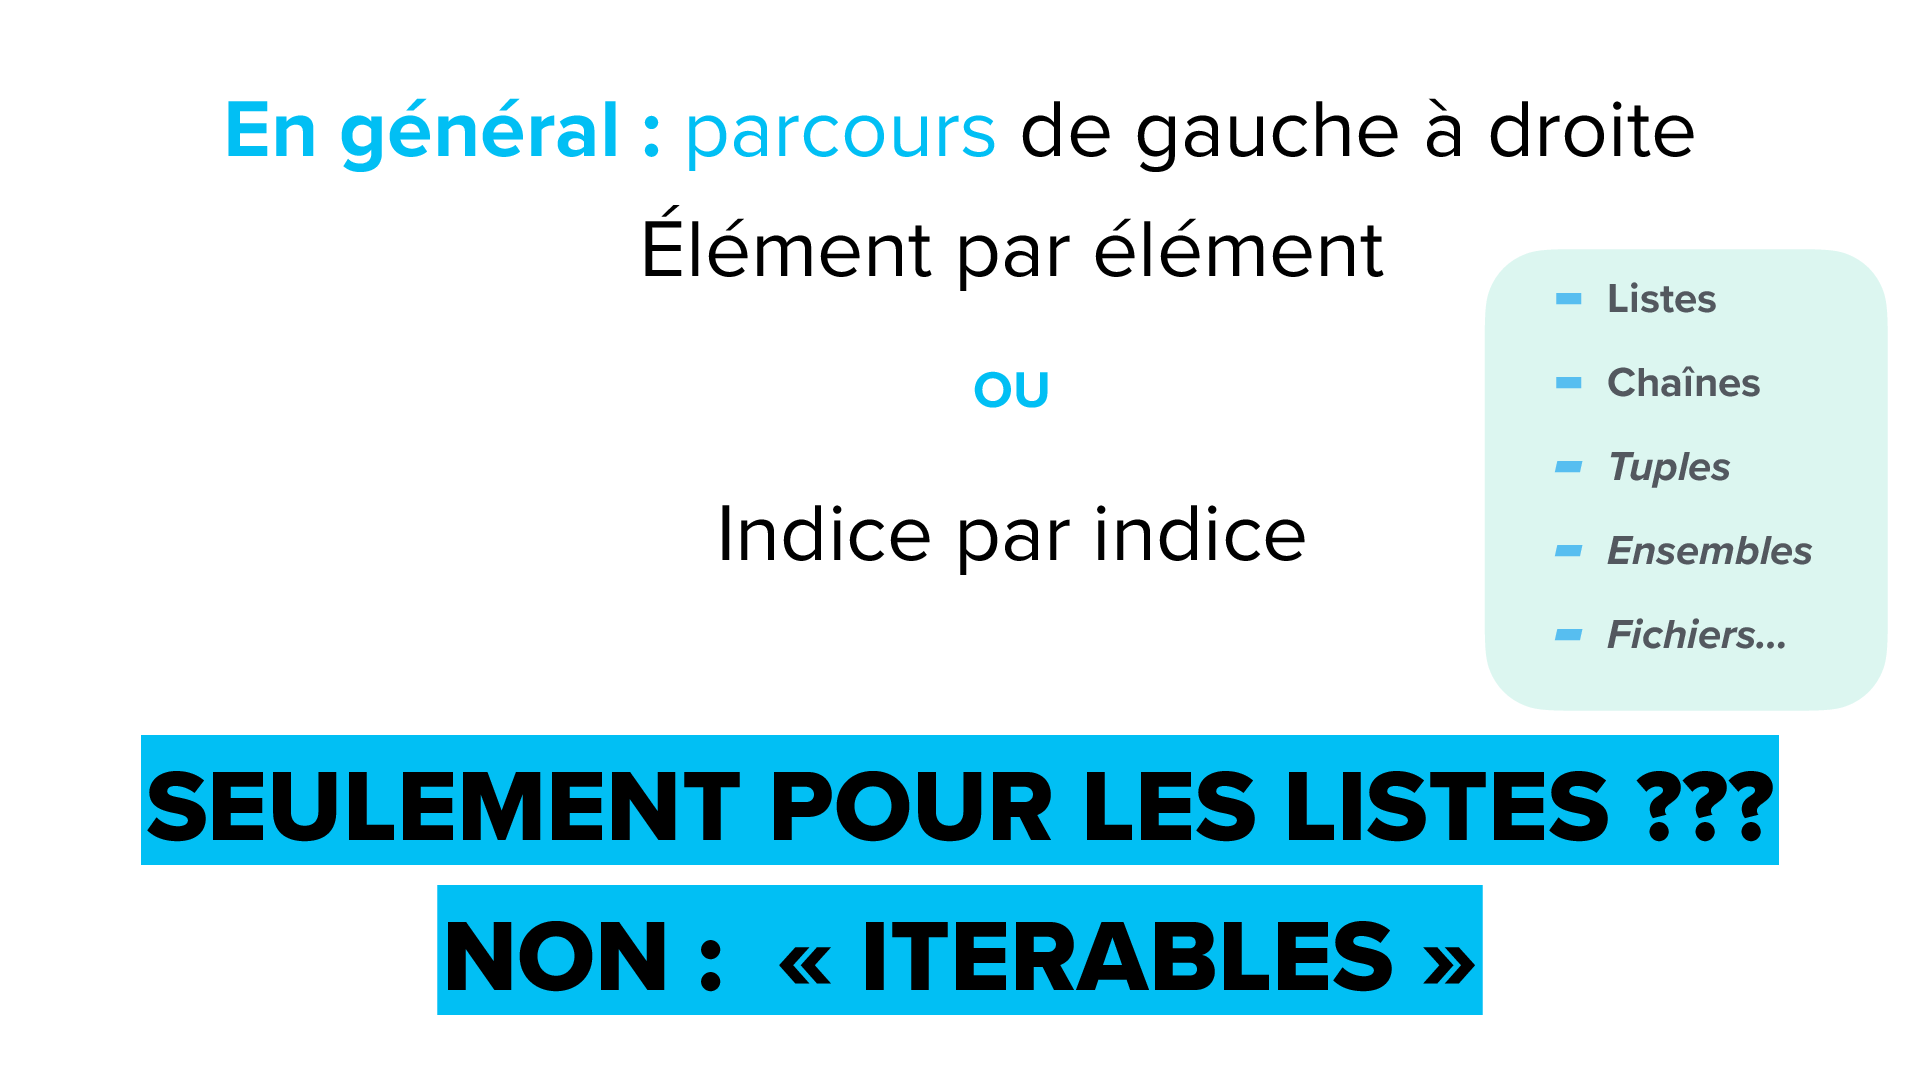 En général : parcours de gauche à droite
Élément par élément
ou
Indice par indice
- Listes
- Chaînes
- Tuples
- Ensembles
- Fichiers...
SEULEMENT POUR LES LISTES ???
NON : « ITERABLES »